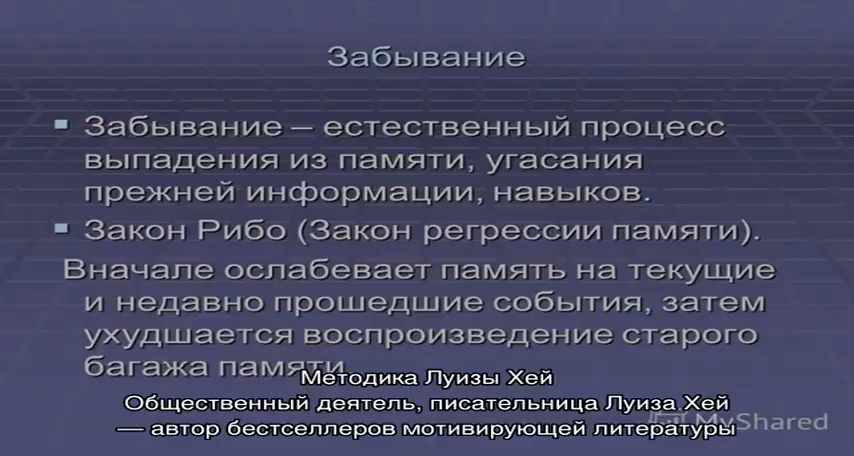 Забывание
Забывание – естественный процесс
выпадения из памяти, угасания
прежней информации, навыков.
Закон Рибо (Закон регрессии памяти).
Вначале ослабевает память на текущие
и недавно прошедшие события, затем
ухудшается воспроизведение старого
багажа памяти.
Методика Луизы Хей
Общественный деятель, писательница Луиза Хей
— автор бестселлеров мотивирующей литературы
MyShared